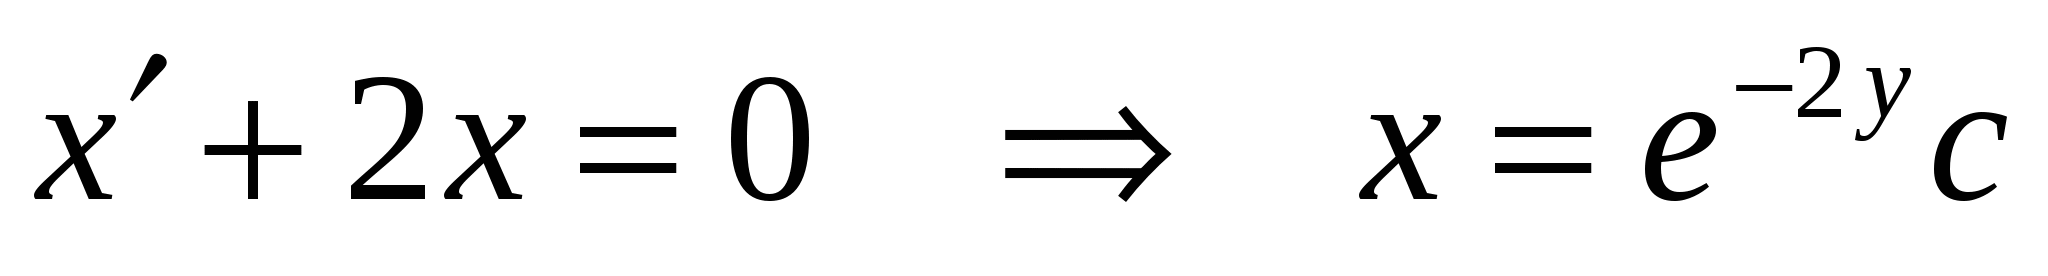 x′ + 2x = 0 ⇒ x = e^{−2y}c